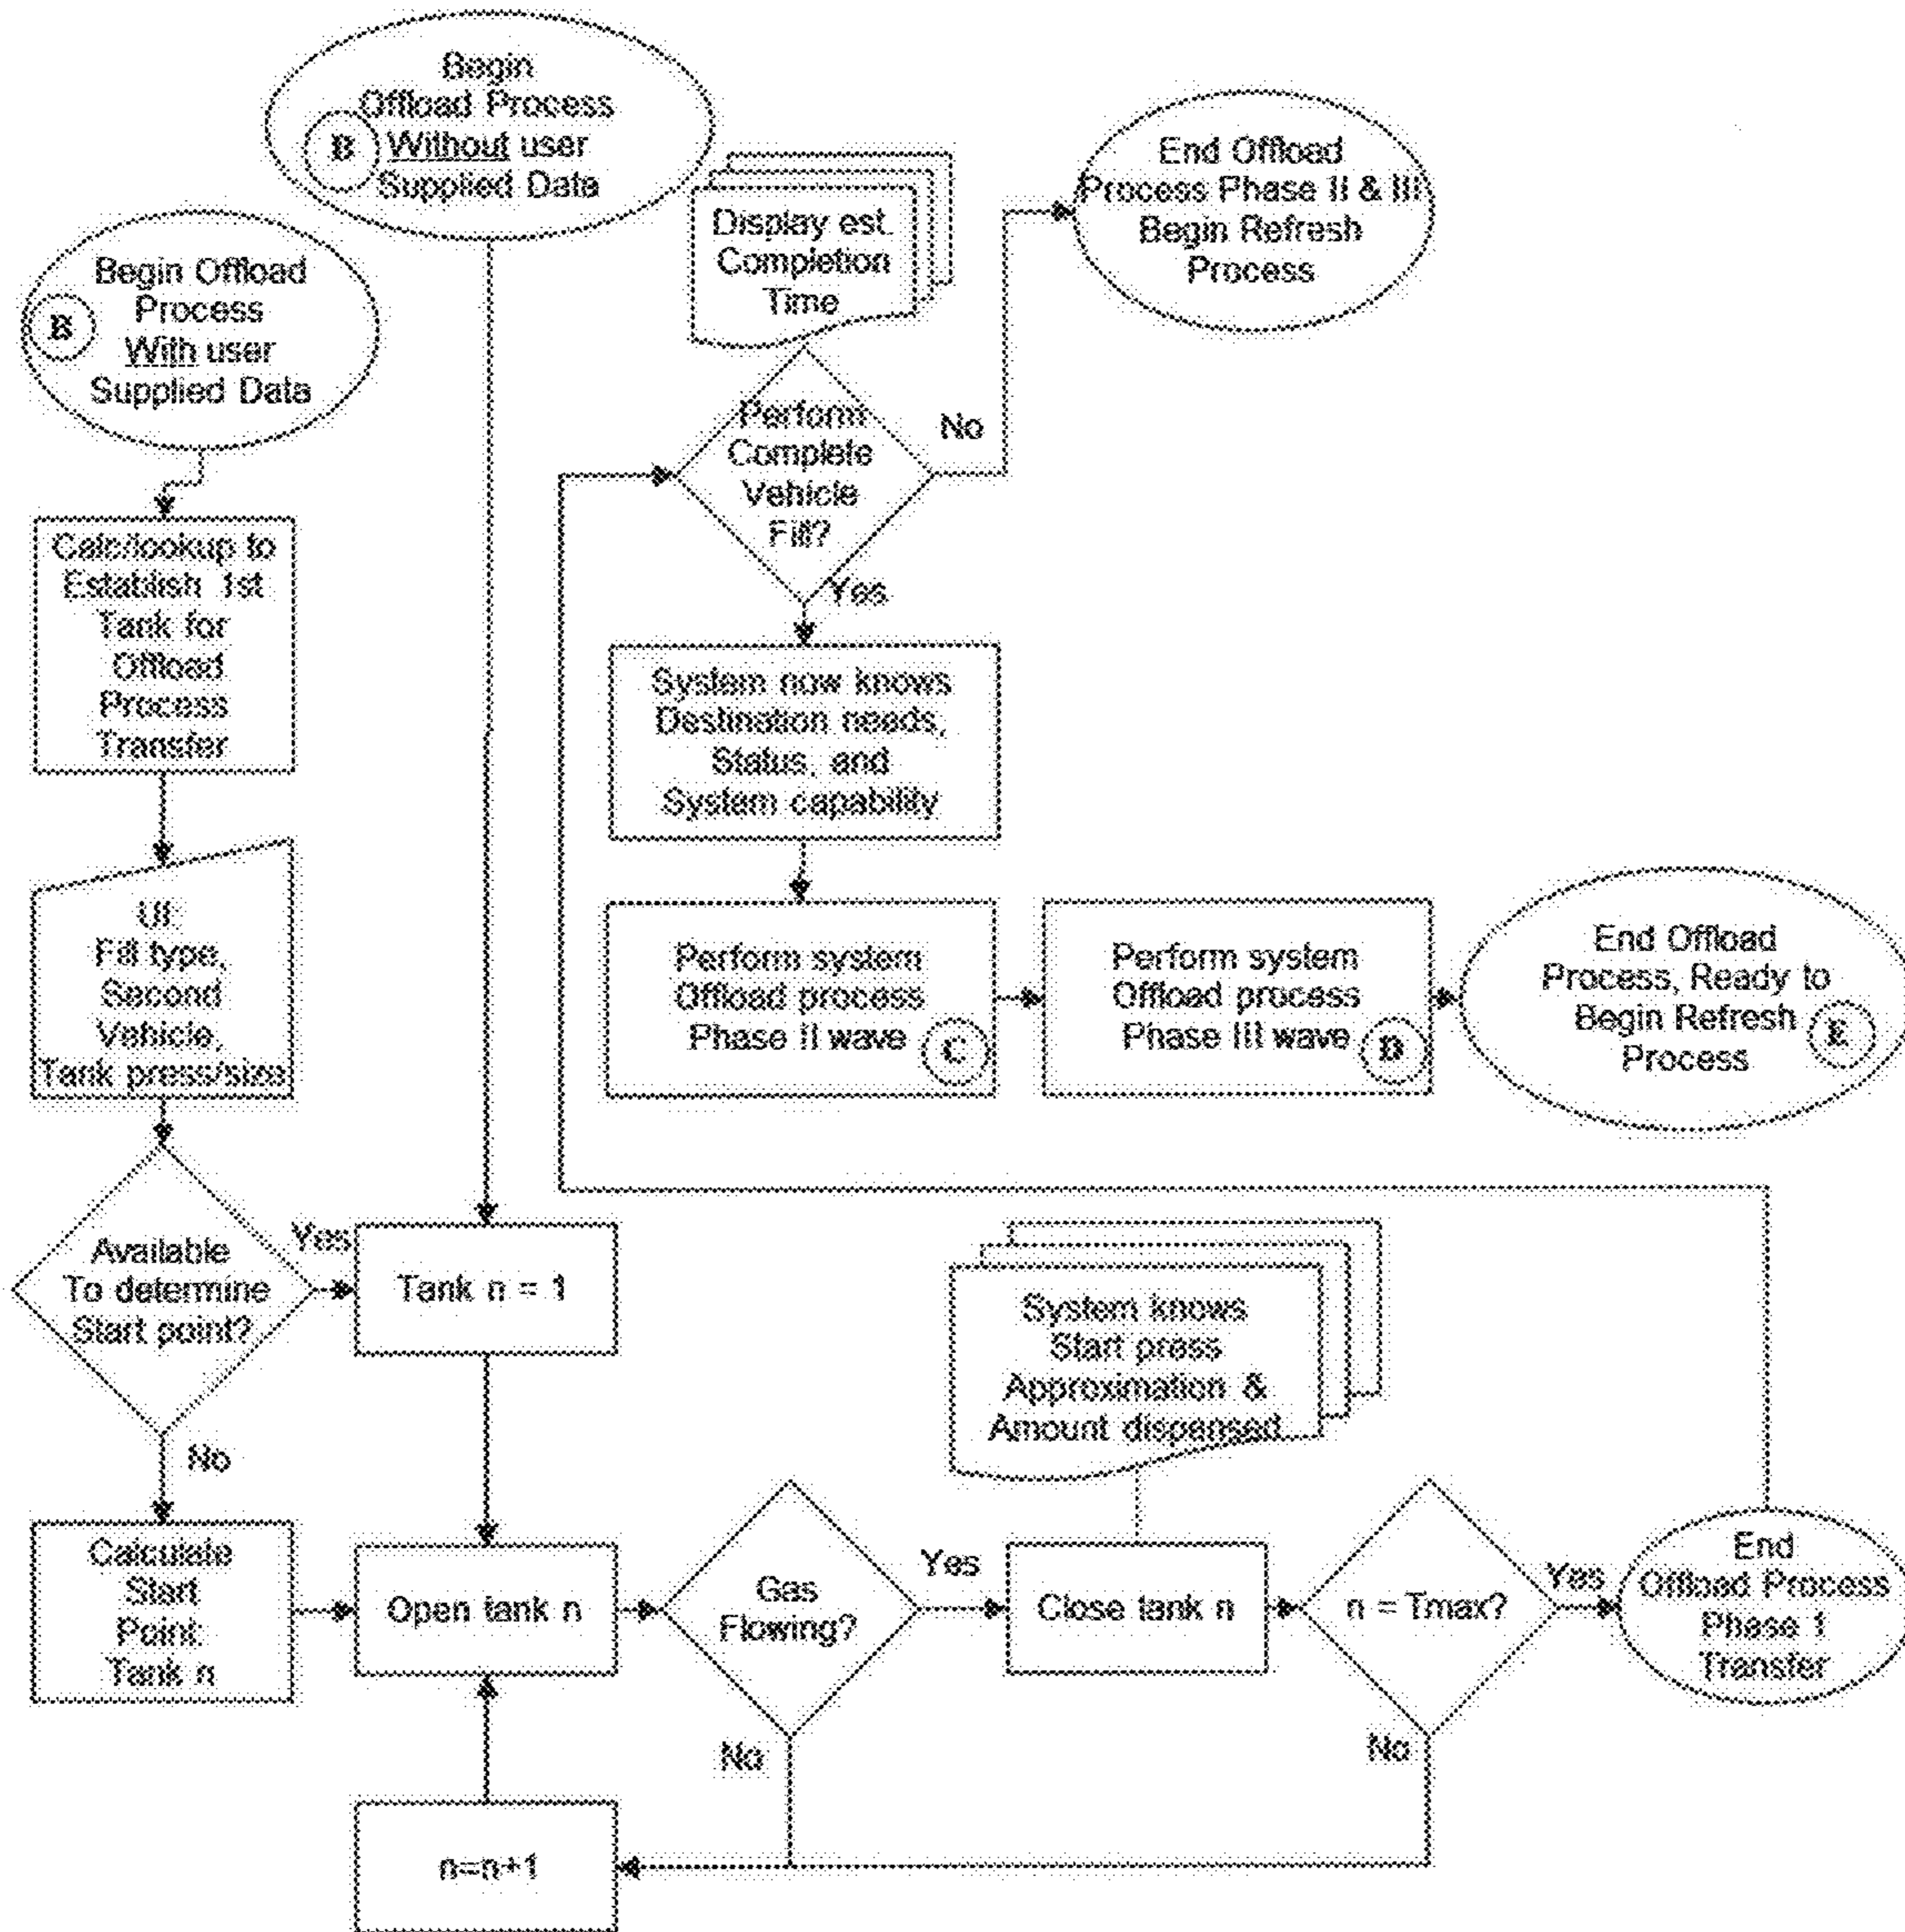 Begin
Offload Process
Without user
Supplied Data
B
Begin Offload
Process
With user
Supplied Data
B
Display est.
Completion
Time
End Offload
Process Phase II & III
Begin Refresh
Process
Perform
Complete
Vehicle
Fill?
No
Yes
Calc/lookup to
Establish 1st
Tank for
Offload
Process
Transfer
System now knows
Destination needs,
Status, and
System capability
UI:
Fill type,
Second
Vehicle,
Tank press/size
Perform system
Offload process
Phase II wave
C
Perform system
Offload process
Phase III wave
D
End Offload
Process, Ready to
Begin Refresh
Process
E
Available
To determine
Start point?
Yes
No
Tank n = 1
System knows
Start press
Approximation &
Amount dispensed
Calculate
Start
Point:
Tank n
Open tank n
Gas
Flowing?
Yes
No
Close tank n
n = Tmax?
Yes
No
End
Offload Process
Phase 1
Transfer
n=n+1